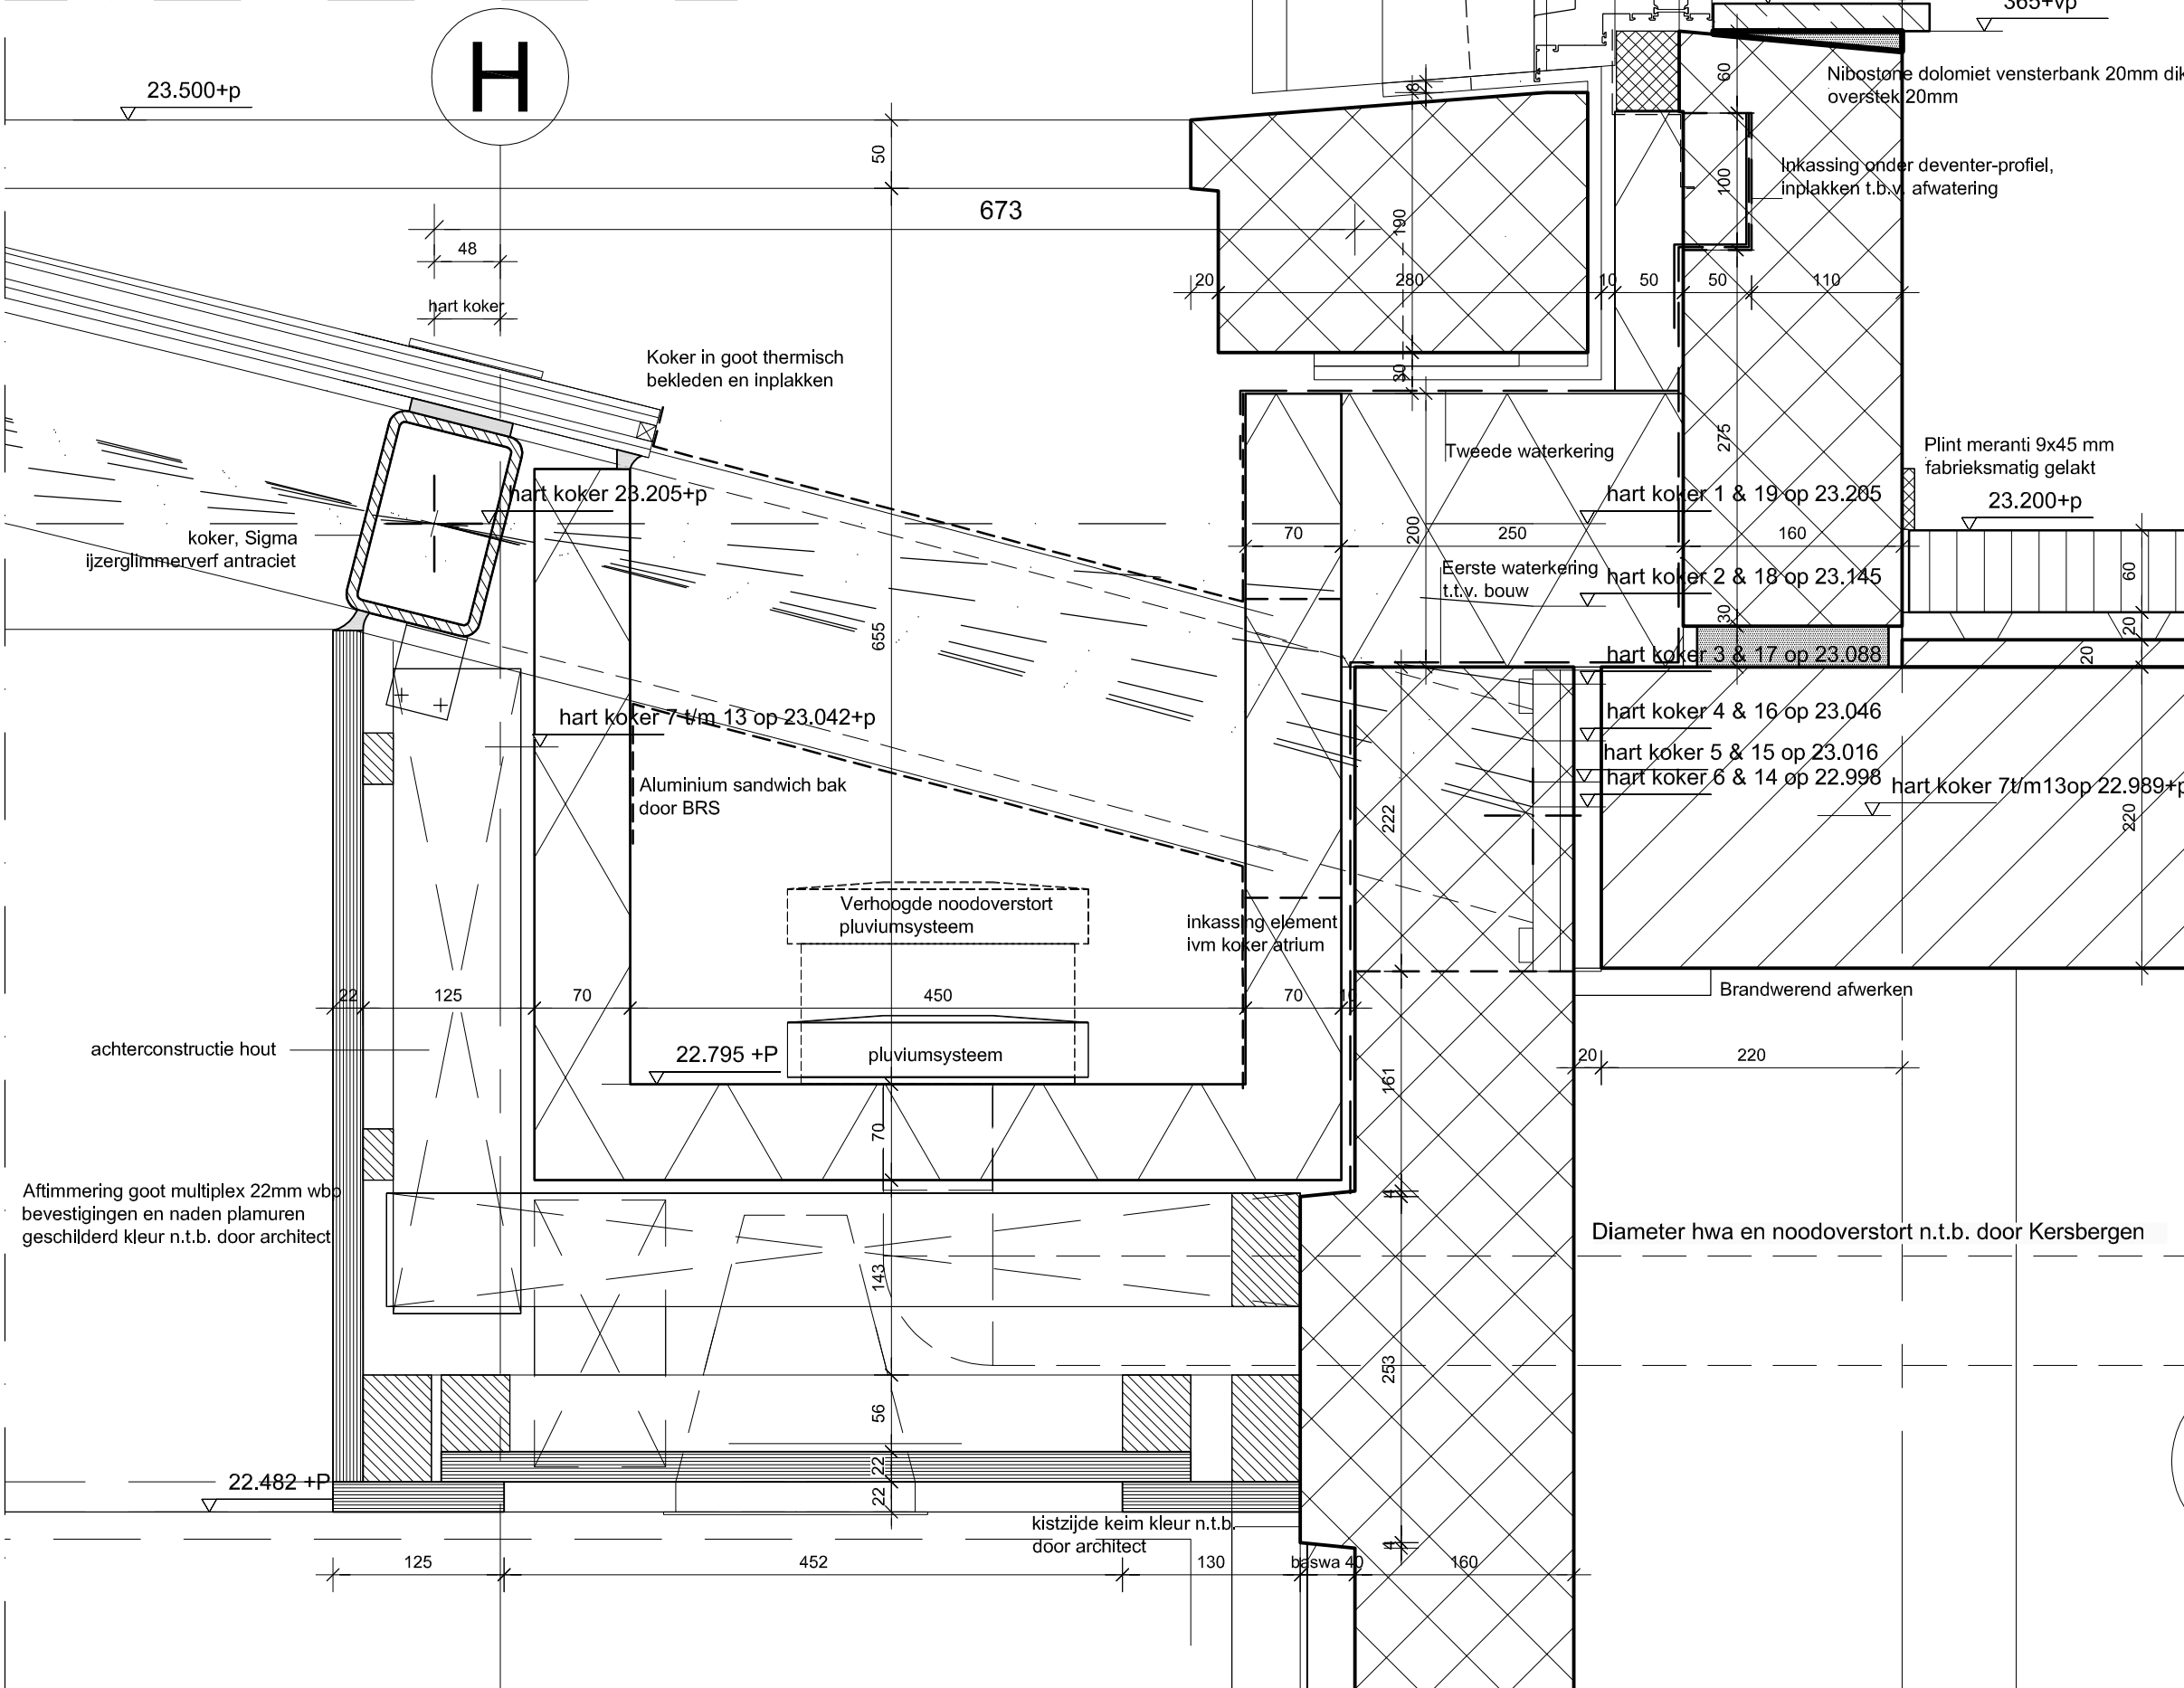 365+vp
H
23.500+p
60
Nibostone dolomiet vensterbank 20mm
overstek 20mm
8
50
Inkassing onder deventer-profiel,
inplakken t.b.v. afwatering
100
673
190
48
20
280
10
50
50
110
hart koker
Koker in goot thermisch
bekleden en inplakken
30
Tweede waterkering
275
Plint meranti 9x45 mm
fabrieksmatig gelakt
hart koker 23.205+p
hart koker 1 & 19 op 23.205
23.200+p
koker, Sigma
ijzerglimmerverf antraciet
70
200
250
160
Eerste waterkering
t.t.v. bouw
hart koker 2 & 18 op 23.145
60
30
20
655
hart koker 3 & 17 op 23.088
20
hart koker 7 t/m 13 op 23.042+p
hart koker 4 & 16 op 23.046
hart koker 5 & 15 op 23.016
hart koker 6 & 14 op 22.998
hart koker 7t/m13op 22.989+p
Aluminium sandwich bak
door BRS
222
220
Verhoogde noodoverstort
pluviumsysteem
inkassing element
ivm koker atrium
22
125
70
450
70
10
Brandwerend afwerken
achterconstructie hout
22.795 +P
pluviumsysteem
20
220
161
70
Aftimmering goot multiplex 22mm wbp
bevestigingen en naden plamuren
geschilderd kleur n.t.b. door architect
4
Diameter hwa en noodoverstort n.t.b. door Kersbergen
143
253
56
22
22.482 +P
22
kistzijde keim kleur n.t.b.
door architect
4
125
452
130
baswa 40
160